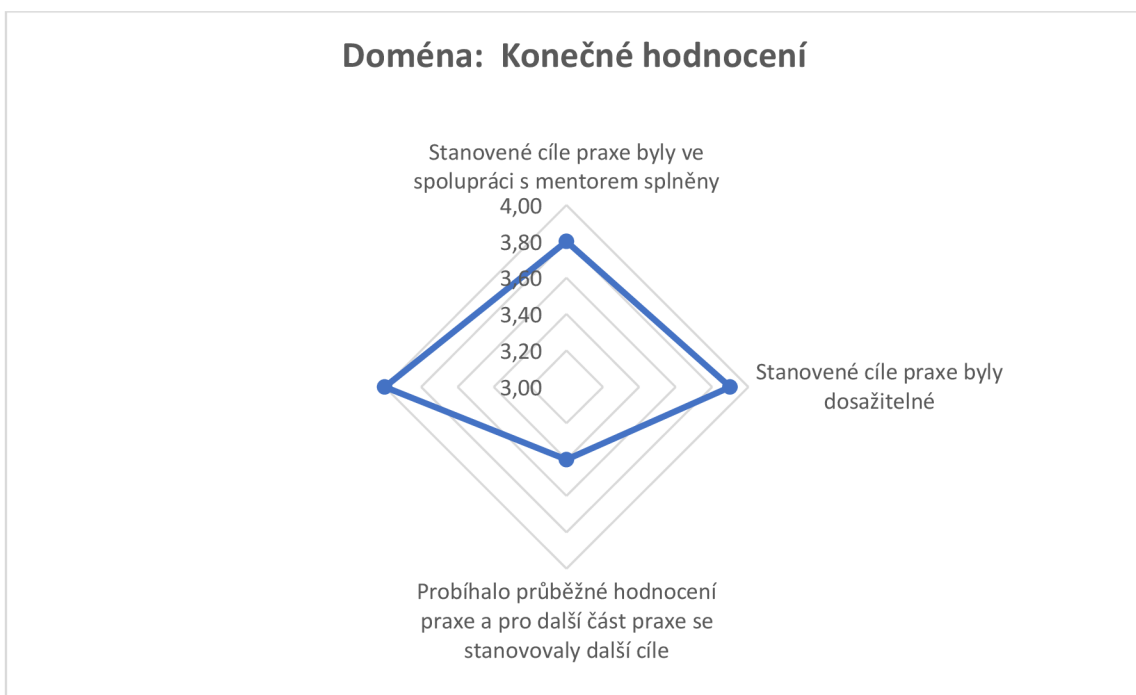 Doména:  Konečné hodnocení
Stanovené cíle praxe byly ve
spolupráci s mentorem splněny
4,00
3,80
3,60
3,40
3,20
3,00
Stanovené cíle praxe byly
dosažitelné
Probíhalo průběžné hodnocení
praxe a pro další část praxe se
stanovovaly další cíle